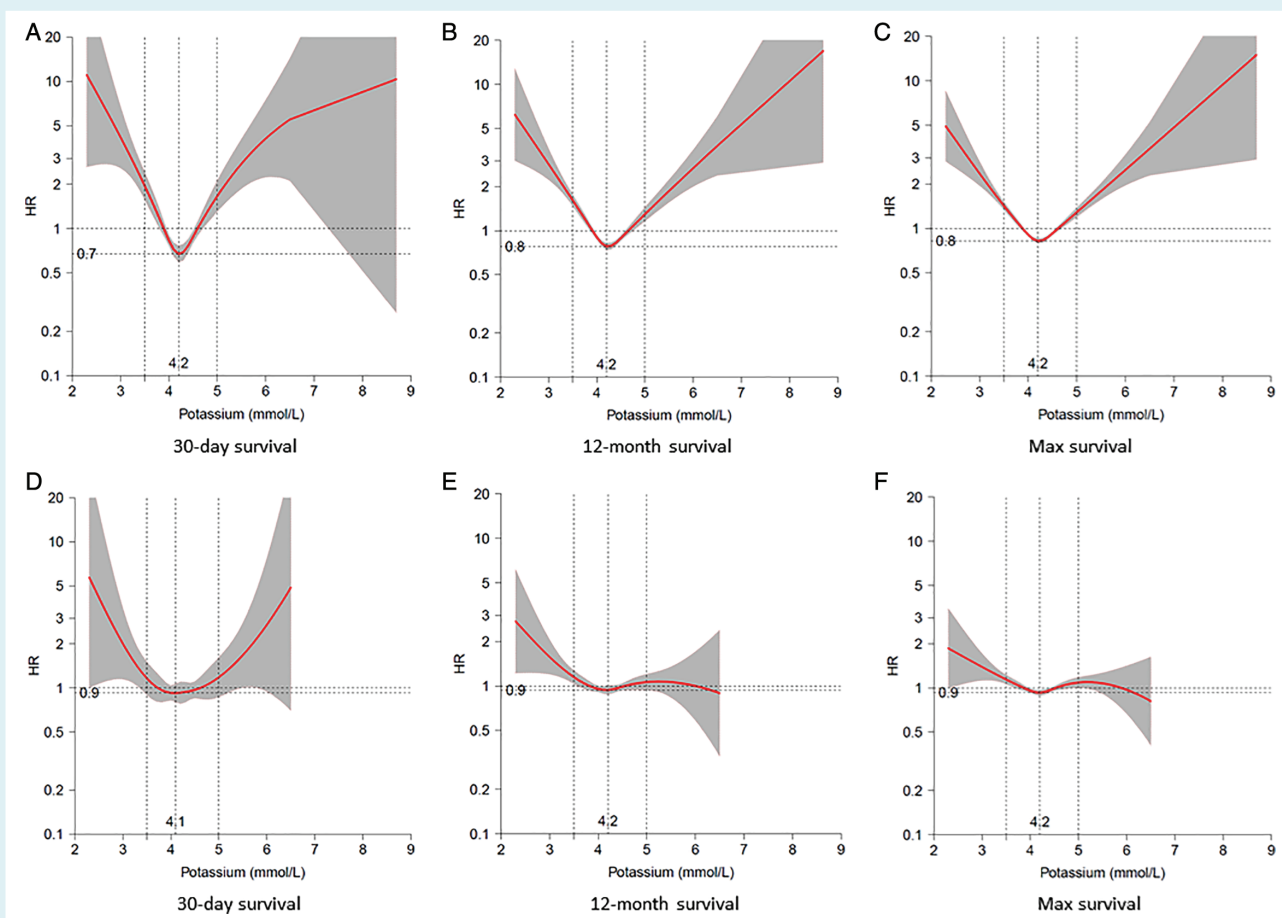 A
B
C
20
10
5
3
2
1
0.7
0.5
0.2
0.1
HR
4.2
2 3 4 5 6 7 8 9
Potassium (mmol/L)
30-day survival
20
10
5
3
2
1
0.8
0.5
0.2
0.1
HR
4.2
2 3 4 5 6 7 8 9
Potassium (mmol/L)
12-month survival
20
10
5
3
2
1
0.8
0.5
0.2
0.1
HR
4.2
2 3 4 5 6 7 8 9
Potassium (mmol/L)
Max survival
D
E
F
20
10
5
3
2
1
0.9
0.5
0.2
0.1
HR
4.1
2 3 4 5 6 7 8 9
Potassium (mmol/L)
30-day survival
20
10
5
3
2
1
0.9
0.5
0.2
0.1
HR
4.2
2 3 4 5 6 7 8 9
Potassium (mmol/L)
12-month survival
20
10
5
3
2
1
0.9
0.5
0.2
0.1
HR
4.2
2 3 4 5 6 7 8 9
Potassium (mmol/L)
Max survival